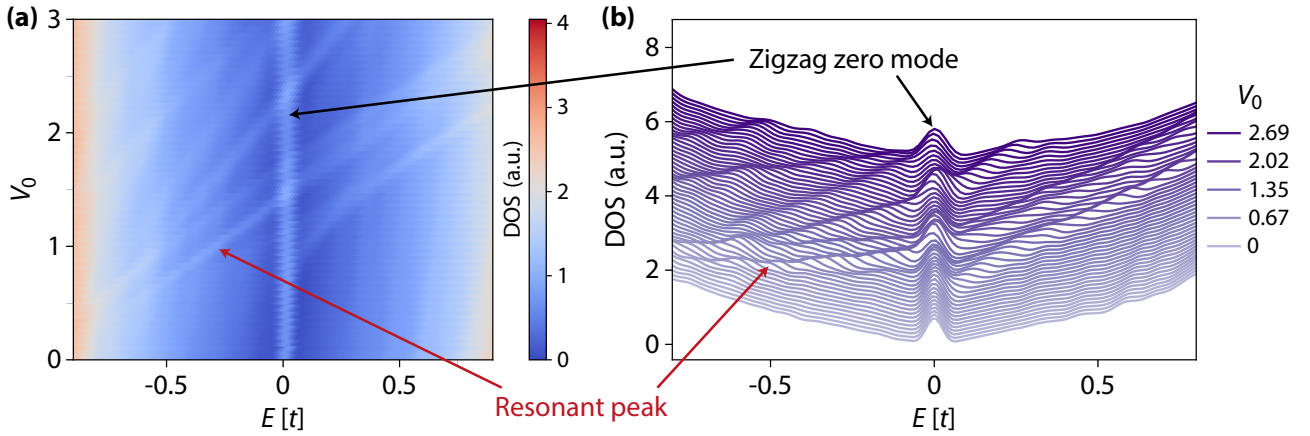 (a)
3
2
1
0
V0
-0.5
0
0.5
E [t]
4
3
2
1
0
DOS (a.u.)
Zigzag zero mode
Resonant peak
(b)
8
6
4
2
0
DOS (a.u.)
-0.5
0
0.5
E [t]
V0
2.69
2.02
1.35
0.67
0